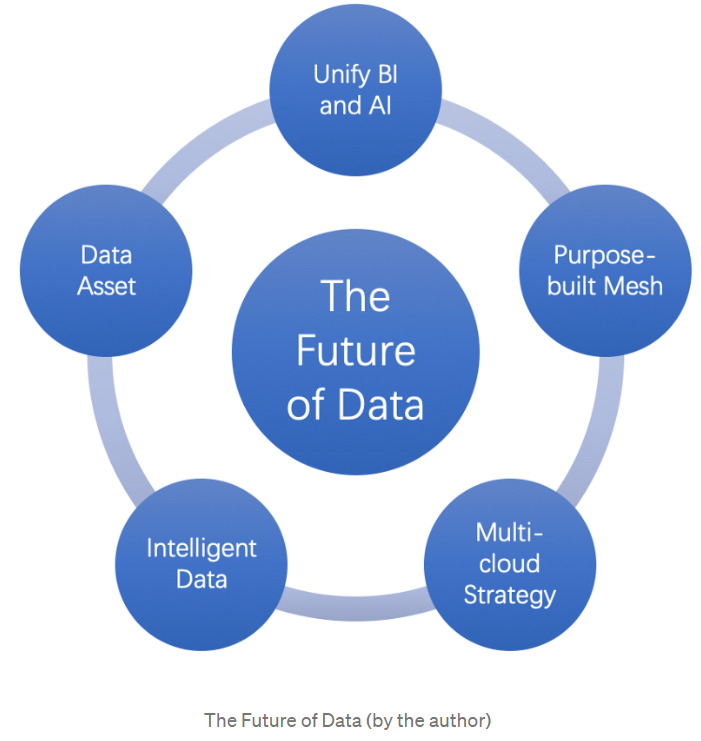 Unify BI
and AI
Data
Asset
Purpose-
built Mesh
The
Future
of Data
Intelligent
Data
Multi-
cloud
Strategy
The Future of Data (by the author)